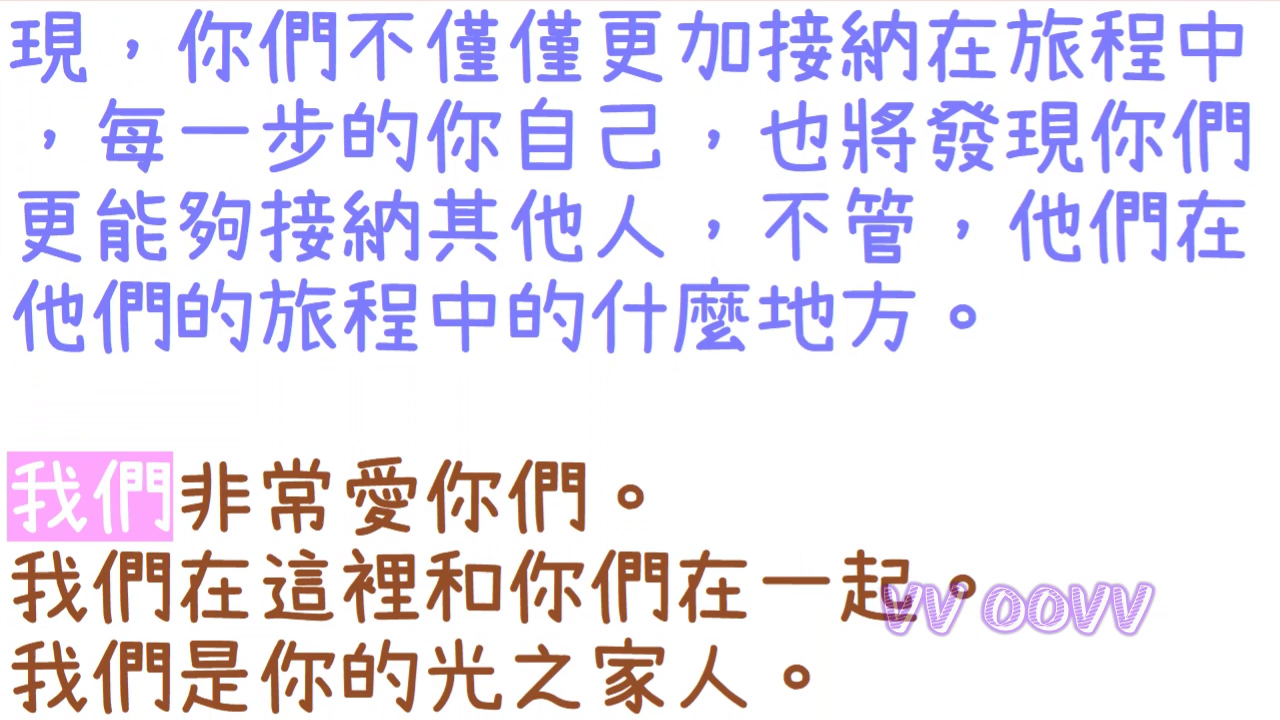 現，你們不僅僅更加接納在旅程中
，每一步的你自己，也將發現你們
更能夠接納其他人，不管，他們在
他們的旅程中的什麼地方。
我們非常愛你們。
我們在這裡和你們在一起。
vv oovv
我們是你的光之家人。